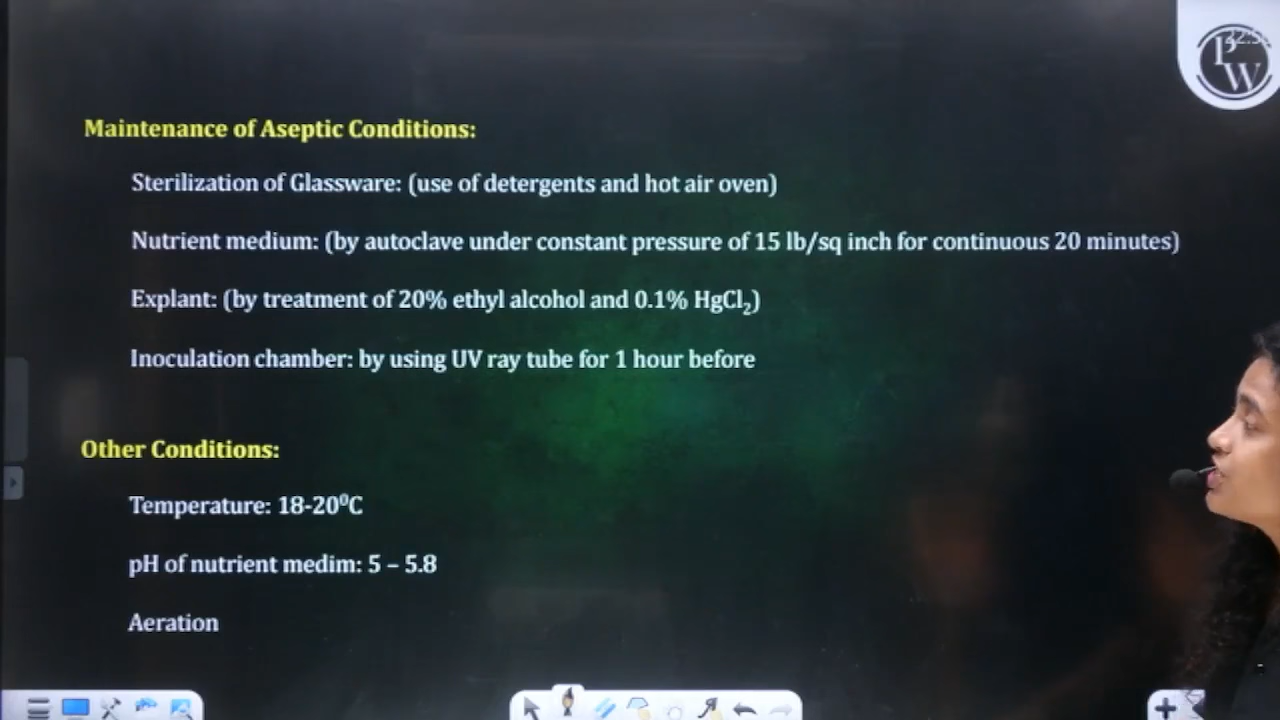 Maintenance of Aseptic Conditions:
Sterilization of Glassware: (use of detergents and hot air oven)
Nutrient medium: (by autoclave under constant pressure of 15 lb/sq inch for continuous 20 minutes)
Explant: (by treatment of 20% ethyl alcohol and 0.1% HgCl₂)
Inoculation chamber: by using UV ray tube for 1 hour before
Other Conditions:
Temperature: 18-20⁰C
pH of nutrient medim: 5 – 5.8
Aeration
PW